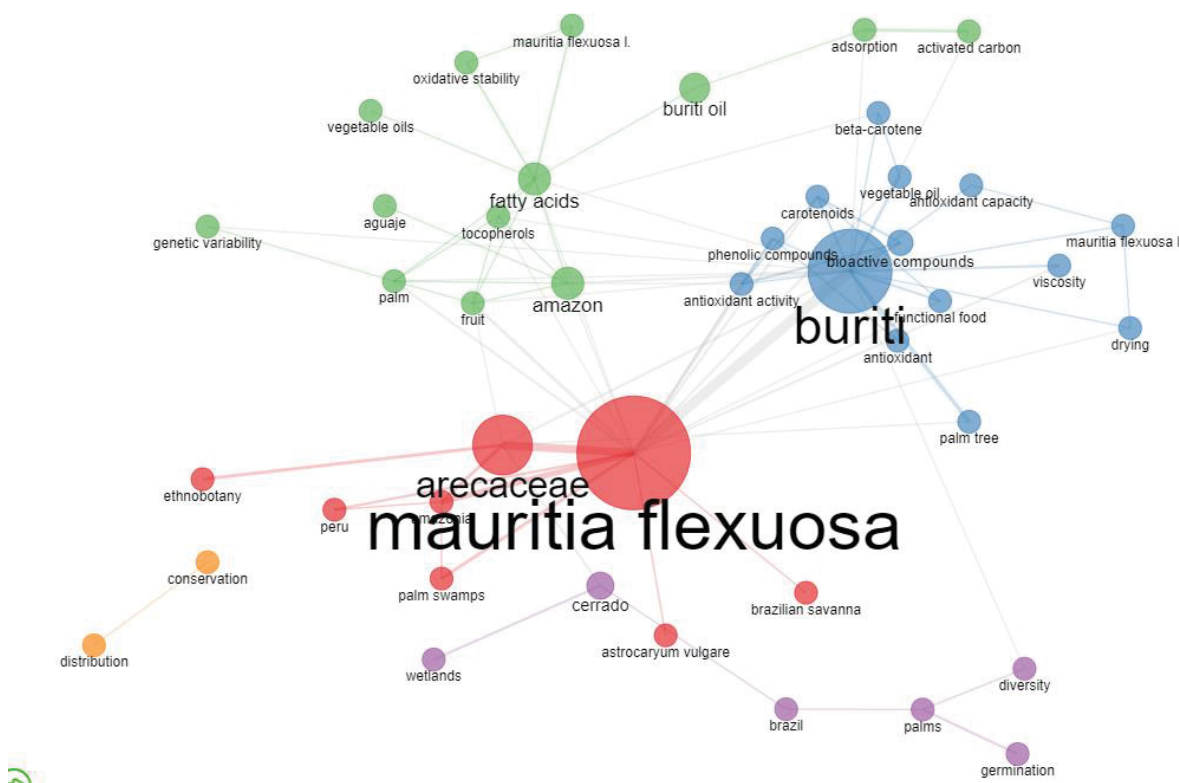 mauritia flexuosa l.
adsorption
activated carbon
oxidative stability
buriti oil
vegetable oils
beta-carotene
fatty acids
vegetable oil
antioxidant capacity
carotenoids
aguaje
tocopherols
genetic variability
mauritia flexuosa l
phenolic compounds
bioactive compounds
viscosity
palm
antioxidant activity
amazon
fruit
functional food
buriti
drying
antioxidant
palm tree
arecaceae
ethnobotany
amazonia
peru
mauritia flexuosa
conservation
palm swamps
cerrado
brazilian savanna
astrocaryum vulgare
distribution
wetlands
diversity
brazil
palms
germination